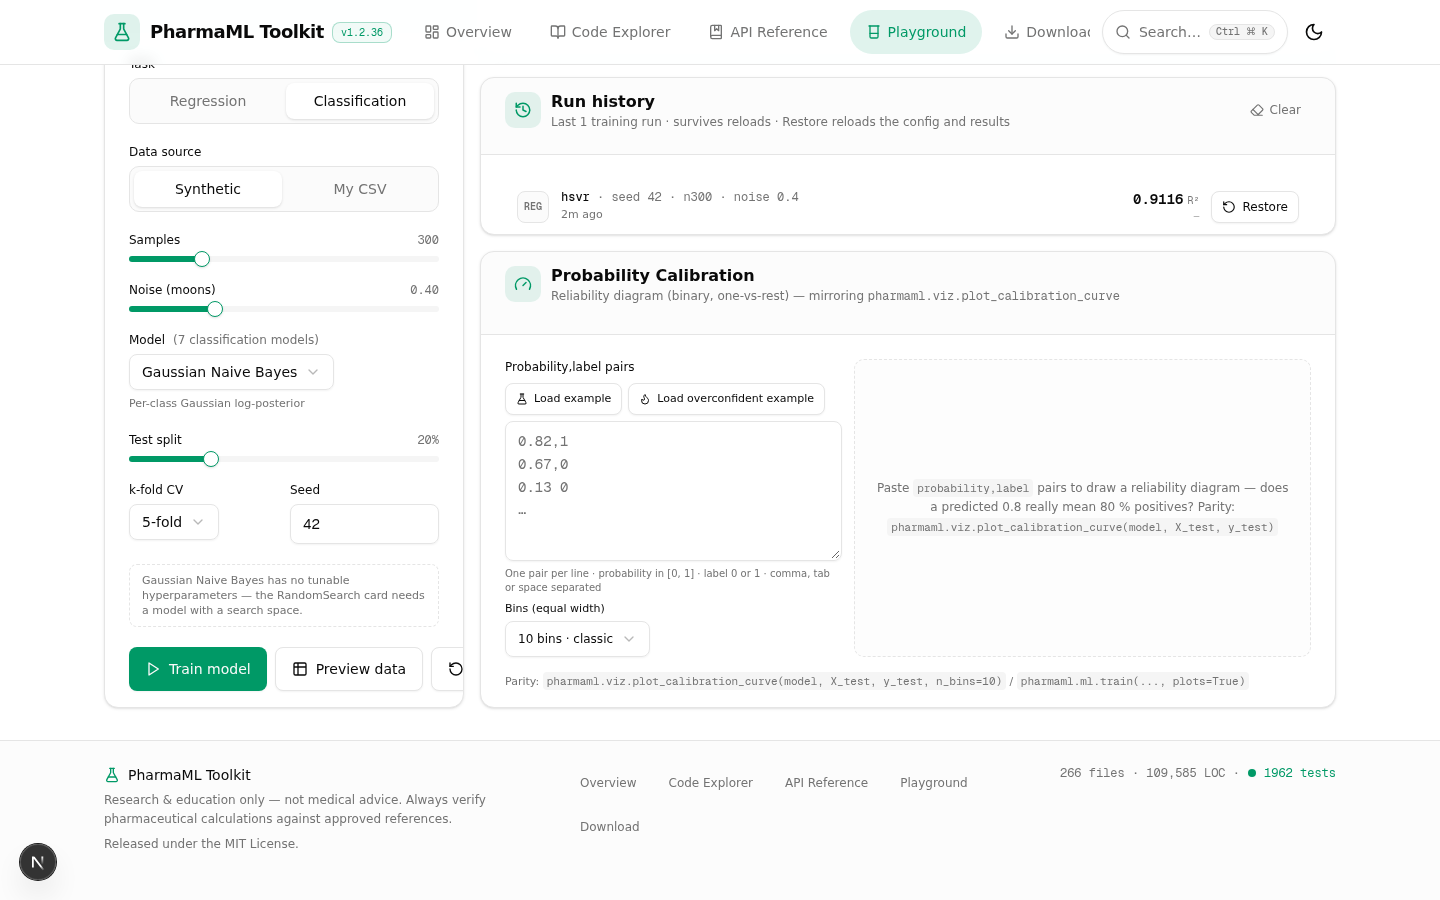 PharmaML Toolkit v1.2.36 Overview Code Explorer API Reference Playground Download Search... Ctrl ⌘ K
Task
Regression Classification
Data source
Synthetic My CSV
Samples 300
Noise (moons) 0.40
Model (7 classification models)
Gaussian Naive Bayes
Per-class Gaussian log-posterior
Test split 20%
k-fold CV Seed
5-fold 42
Gaussian Naive Bayes has no tunable
hyperparameters — the RandomSearch card needs
a model with a search space.
Train model Preview data
Run history
Last 1 training run · survives reloads · Restore reloads the config and results
Clear
REG
hsvr · seed 42 · n300 · noise 0.4
2m ago
0.9116 R²
—
Restore
Probability Calibration
Reliability diagram (binary, one-vs-rest) — mirroring pharmaml.viz.plot_calibration_curve
Probability,label pairs
Load example Load overconfident example
0.82,1
0.67,0
0.13 0
…
One pair per line · probability in [0, 1] · label 0 or 1 · comma, tab
or space separated
Bins (equal width)
10 bins · classic
Paste probability,label pairs to draw a reliability diagram — does
a predicted 0.8 really mean 80 % positives? Parity:
pharmaml.viz.plot_calibration_curve(model, X_test, y_test)
Parity: pharmaml.viz.plot_calibration_curve(model, X_test, y_test, n_bins=10) / pharmaml.ml.train(..., plots=True)
PharmaML Toolkit
Research & education only — not medical advice. Always verify
pharmaceutical calculations against approved references.
Released under the MIT License.
Overview Code Explorer API Reference Playground
Download
266 files · 109,585 LOC · 1962 tests
N